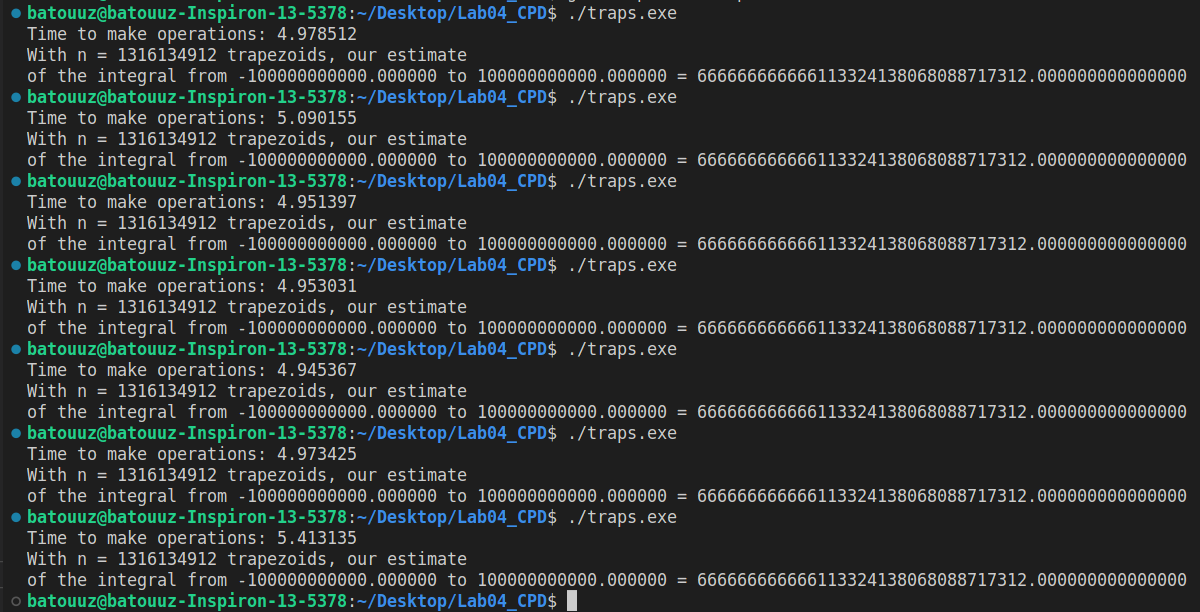 batouuz@batouuz-Inspiron-13-5378:~/Desktop/Lab04_CPD$ ./traps.exe
Time to make operations: 4.978512
With n = 1316134912 trapezoids, our estimate
of the integral from -100000000000.000000 to 100000000000.000000 = 666666666666113324138068088717312.000000000000000
batouuz@batouuz-Inspiron-13-5378:~/Desktop/Lab04_CPD$ ./traps.exe
Time to make operations: 5.090155
With n = 1316134912 trapezoids, our estimate
of the integral from -100000000000.000000 to 100000000000.000000 = 666666666666113324138068088717312.000000000000000
batouuz@batouuz-Inspiron-13-5378:~/Desktop/Lab04_CPD$ ./traps.exe
Time to make operations: 4.951397
With n = 1316134912 trapezoids, our estimate
of the integral from -100000000000.000000 to 100000000000.000000 = 666666666666113324138068088717312.000000000000000
batouuz@batouuz-Inspiron-13-5378:~/Desktop/Lab04_CPD$ ./traps.exe
Time to make operations: 4.953031
With n = 1316134912 trapezoids, our estimate
of the integral from -100000000000.000000 to 100000000000.000000 = 666666666666113324138068088717312.000000000000000
batouuz@batouuz-Inspiron-13-5378:~/Desktop/Lab04_CPD$ ./traps.exe
Time to make operations: 4.945367
With n = 1316134912 trapezoids, our estimate
of the integral from -100000000000.000000 to 100000000000.000000 = 666666666666113324138068088717312.000000000000000
batouuz@batouuz-Inspiron-13-5378:~/Desktop/Lab04_CPD$ ./traps.exe
Time to make operations: 4.973425
With n = 1316134912 trapezoids, our estimate
of the integral from -100000000000.000000 to 100000000000.000000 = 666666666666113324138068088717312.000000000000000
batouuz@batouuz-Inspiron-13-5378:~/Desktop/Lab04_CPD$ ./traps.exe
Time to make operations: 5.413135
With n = 1316134912 trapezoids, our estimate
of the integral from -100000000000.000000 to 100000000000.000000 = 666666666666113324138068088717312.000000000000000
batouuz@batouuz-Inspiron-13-5378:~/Desktop/Lab04_CPD$